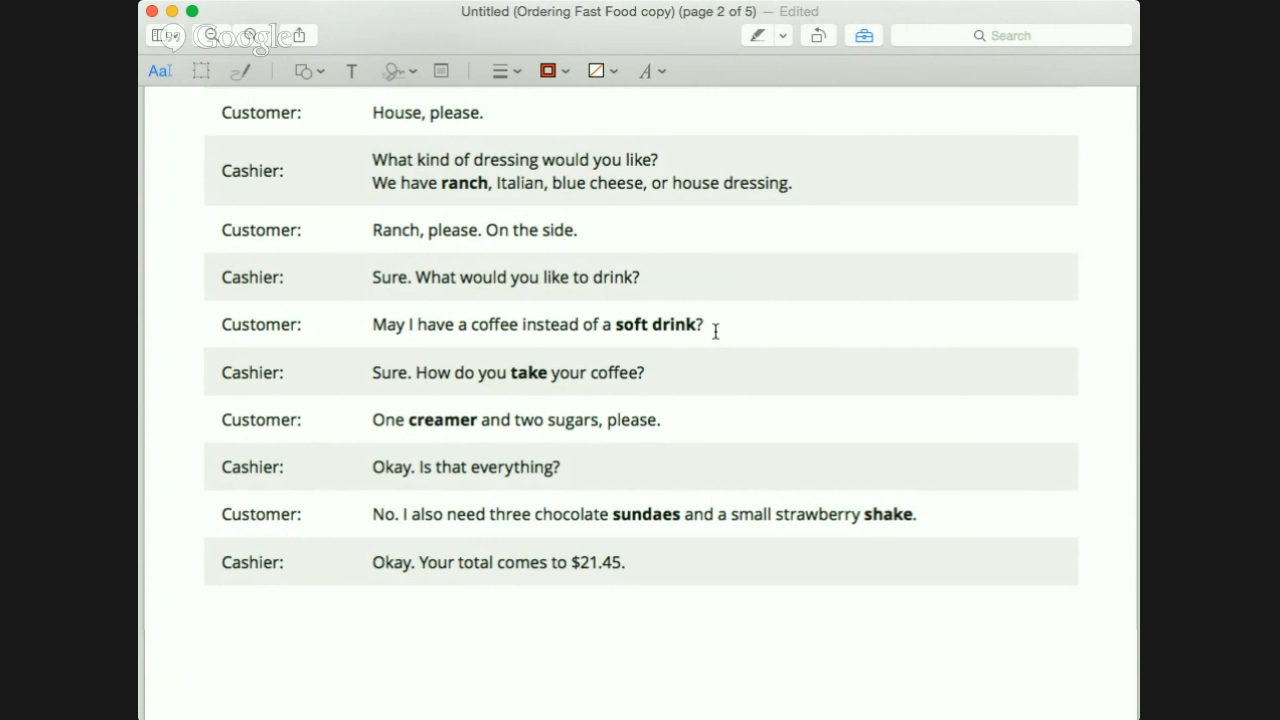 Untitled (Ordering Fast Food copy) (page 2 of 5) — Edited
Google
Search
AaI
T
A
Customer: House, please.
Cashier: What kind of dressing would you like?
We have ranch, Italian, blue cheese, or house dressing.
Customer: Ranch, please. On the side.
Cashier: Sure. What would you like to drink?
Customer: May I have a coffee instead of a soft drink?
Cashier: Sure. How do you take your coffee?
Customer: One creamer and two sugars, please.
Cashier: Okay. Is that everything?
Customer: No. I also need three chocolate sundaes and a small strawberry shake.
Cashier: Okay. Your total comes to $21.45.